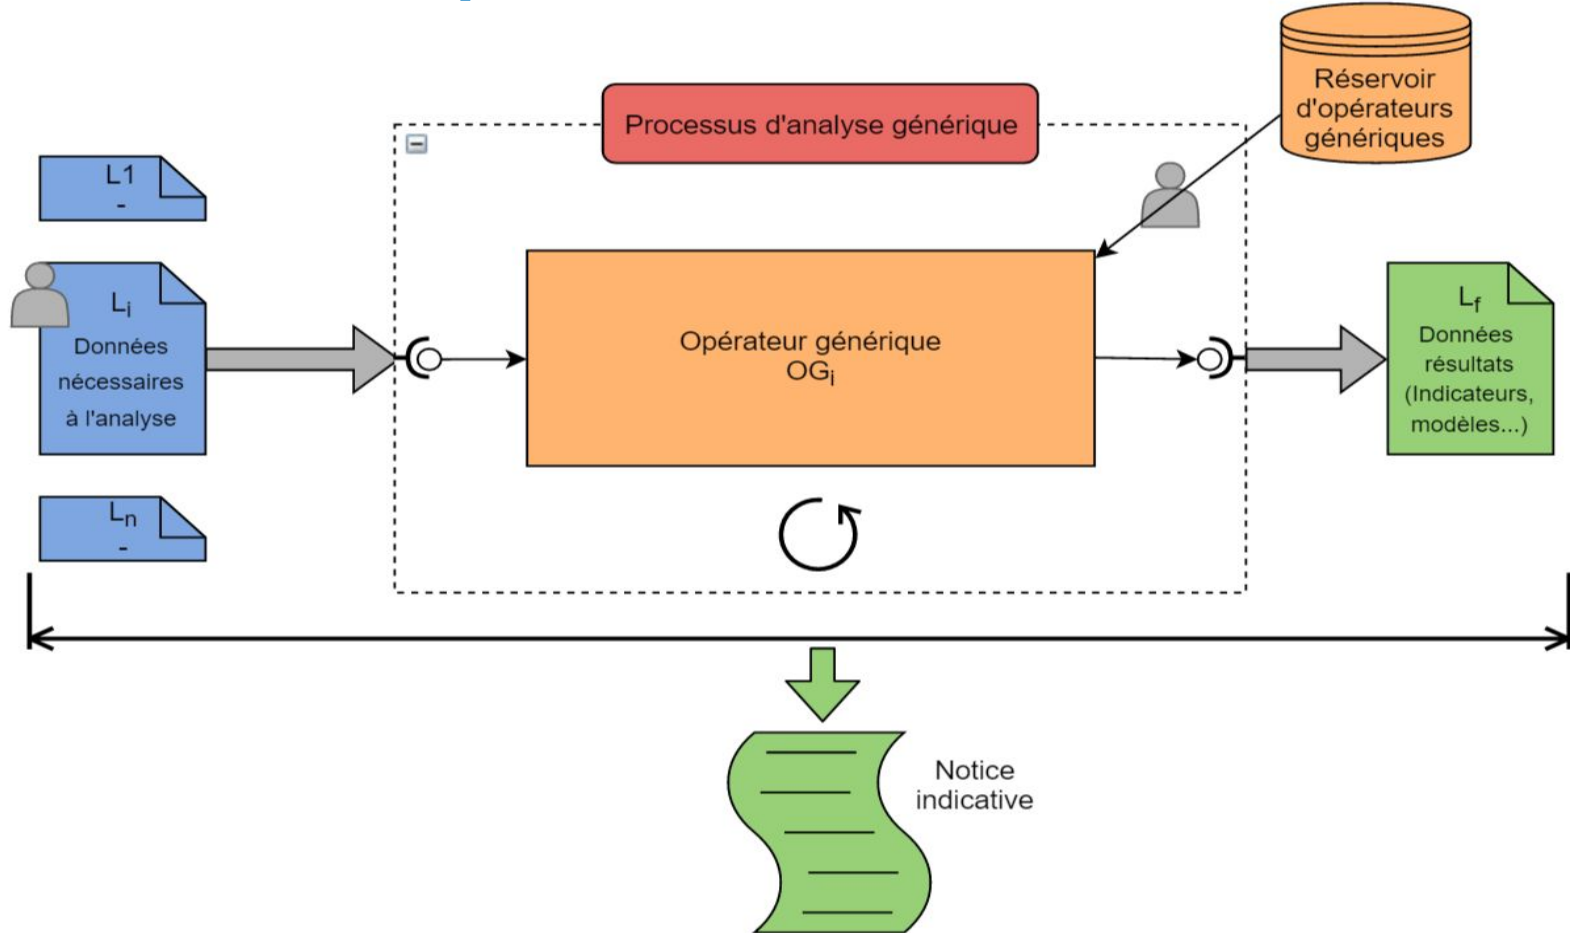 Réservoir
d'opérateurs
génériques
Processus d'analyse générique
L1
-
Li
Données
nécessaires
à l'analyse
Opérateur générique
OGi
Lf
Données
résultats
(Indicateurs,
modèles...)
Ln
-
Notice
indicative